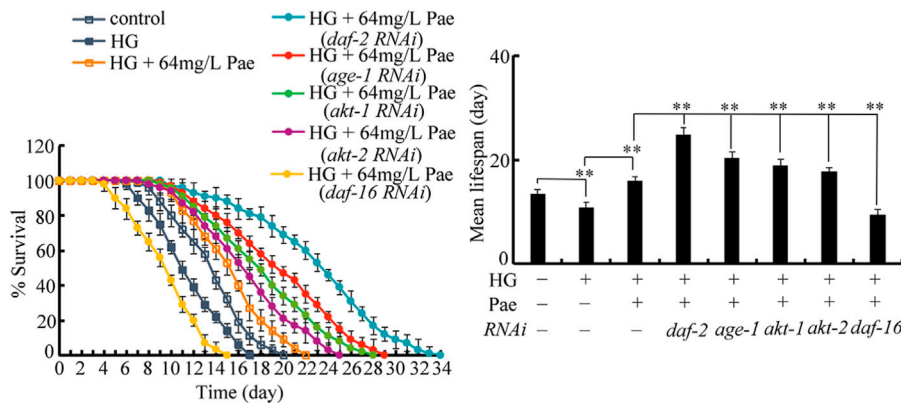 control
HG
HG + 64mg/L Pae
HG + 64mg/L Pae
(daf-2 RNAi)
HG + 64mg/L Pae
(age-1 RNAi)
HG + 64mg/L Pae
(akt-1 RNAi)
HG + 64mg/L Pae
(akt-2 RNAi)
HG + 64mg/L Pae
(daf-16 RNAi)
% Survival
120
100
80
60
40
20
0
0 2 4 6 8 10 12 14 16 18 20 22 24 26 28 30 32 34
Time (day)
Mean lifespan (day)
40
20
0
** ** ** ** ** ** **
HG − + + + + + + +
Pae − − + + + + + +
RNAi − − − daf-2 age-1 akt-1 akt-2 daf-16